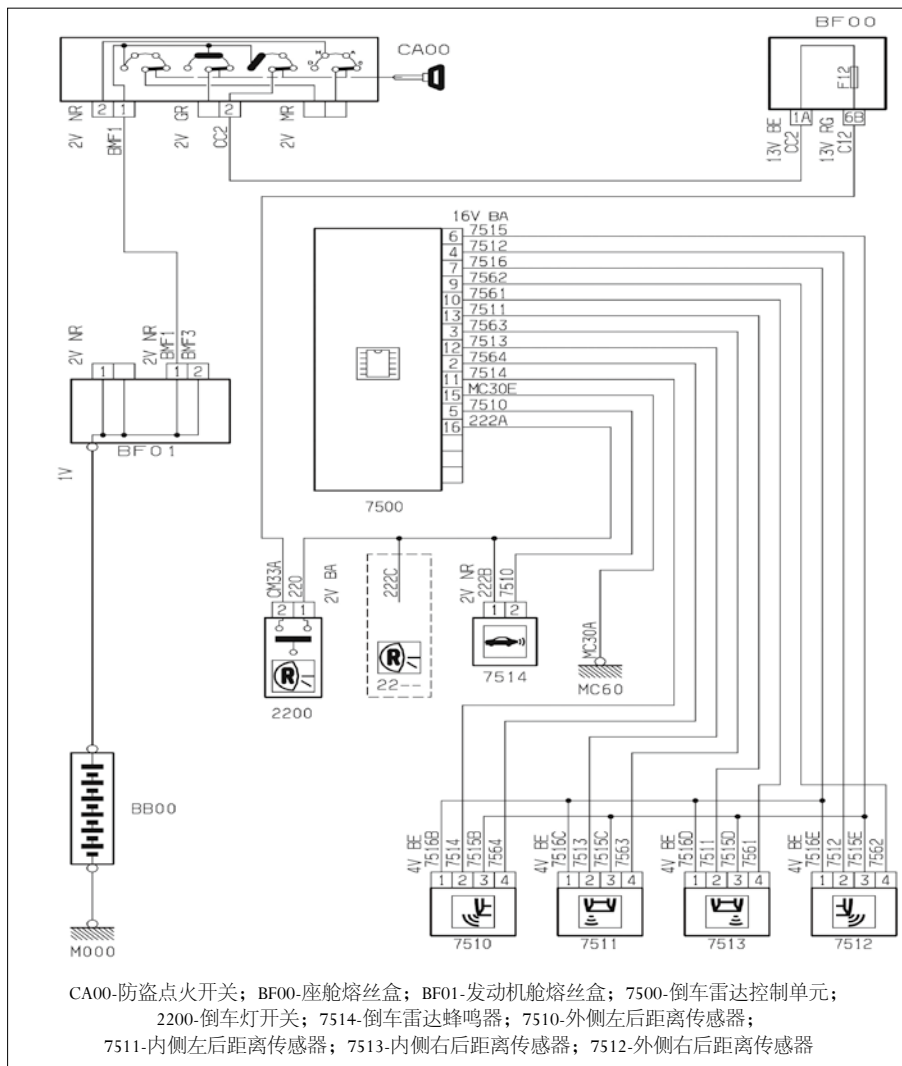 BF00
CA00
F12
2 1 2
1A 6B
2V NR
BMF1
2V GR
CC2
2V MR
13V BE
CC2
13V RG
C12
16V BA
6 7515
4 7512
7 7516
9 7562
10 7561
13 7511
3 7563
12 7513
2 7564
11 7514
15 MC30E
5 7510
16 222A
7500
2V NR
2V NR
BMF1
BMF3
1 1 2
BF01
1V
CM33A
220
2V BA
2 1
R
2200
222C
R
22--
2V NR
222B
7510
1 2
7514
MC30A
MC60
BB00
M000
4V BE
7516B
7514
7515B
7564
1 2 3 4
7510
4V BE
7516C
7513
7515C
7563
1 2 3 4
7511
4V BE
7516D
7511
7515D
7561
1 2 3 4
7513
4V BE
7516E
7512
7515E
7562
1 2 3 4
7512
CA00-防盗点火开关；BF00-座舱熔丝盒；BF01-发动机舱熔丝盒；7500-倒车雷达控制单元；
2200-倒车灯开关；7514-倒车雷达蜂鸣器；7510-外侧左后距离传感器；
7511-内侧左后距离传感器；7513-内侧右后距离传感器；7512-外侧右后距离传感器